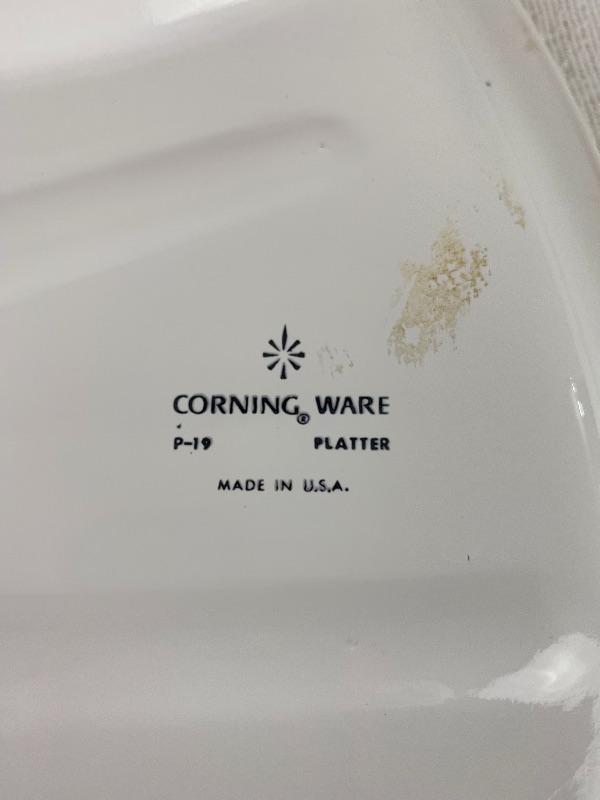 CORNING® WARE
P-19 PLATTER
MADE IN U.S.A.